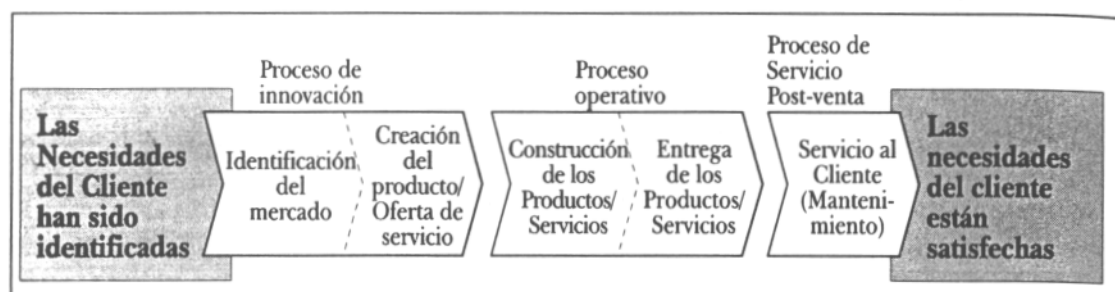 Proceso de
innovación
Proceso
operativo
Proceso de
Servicio
Post-venta
Las
Necesidades
del Cliente
han sido
identificadas
Identificación
del
mercado
Creación
del
producto/
Oferta de
servicio
Construcción
de los
Productos/
Servicios
Entrega
de los
Productos/
Servicios
Servicio al
Cliente
(Manteni-
miento)
Las
necesidades
del cliente
están
satisfechas